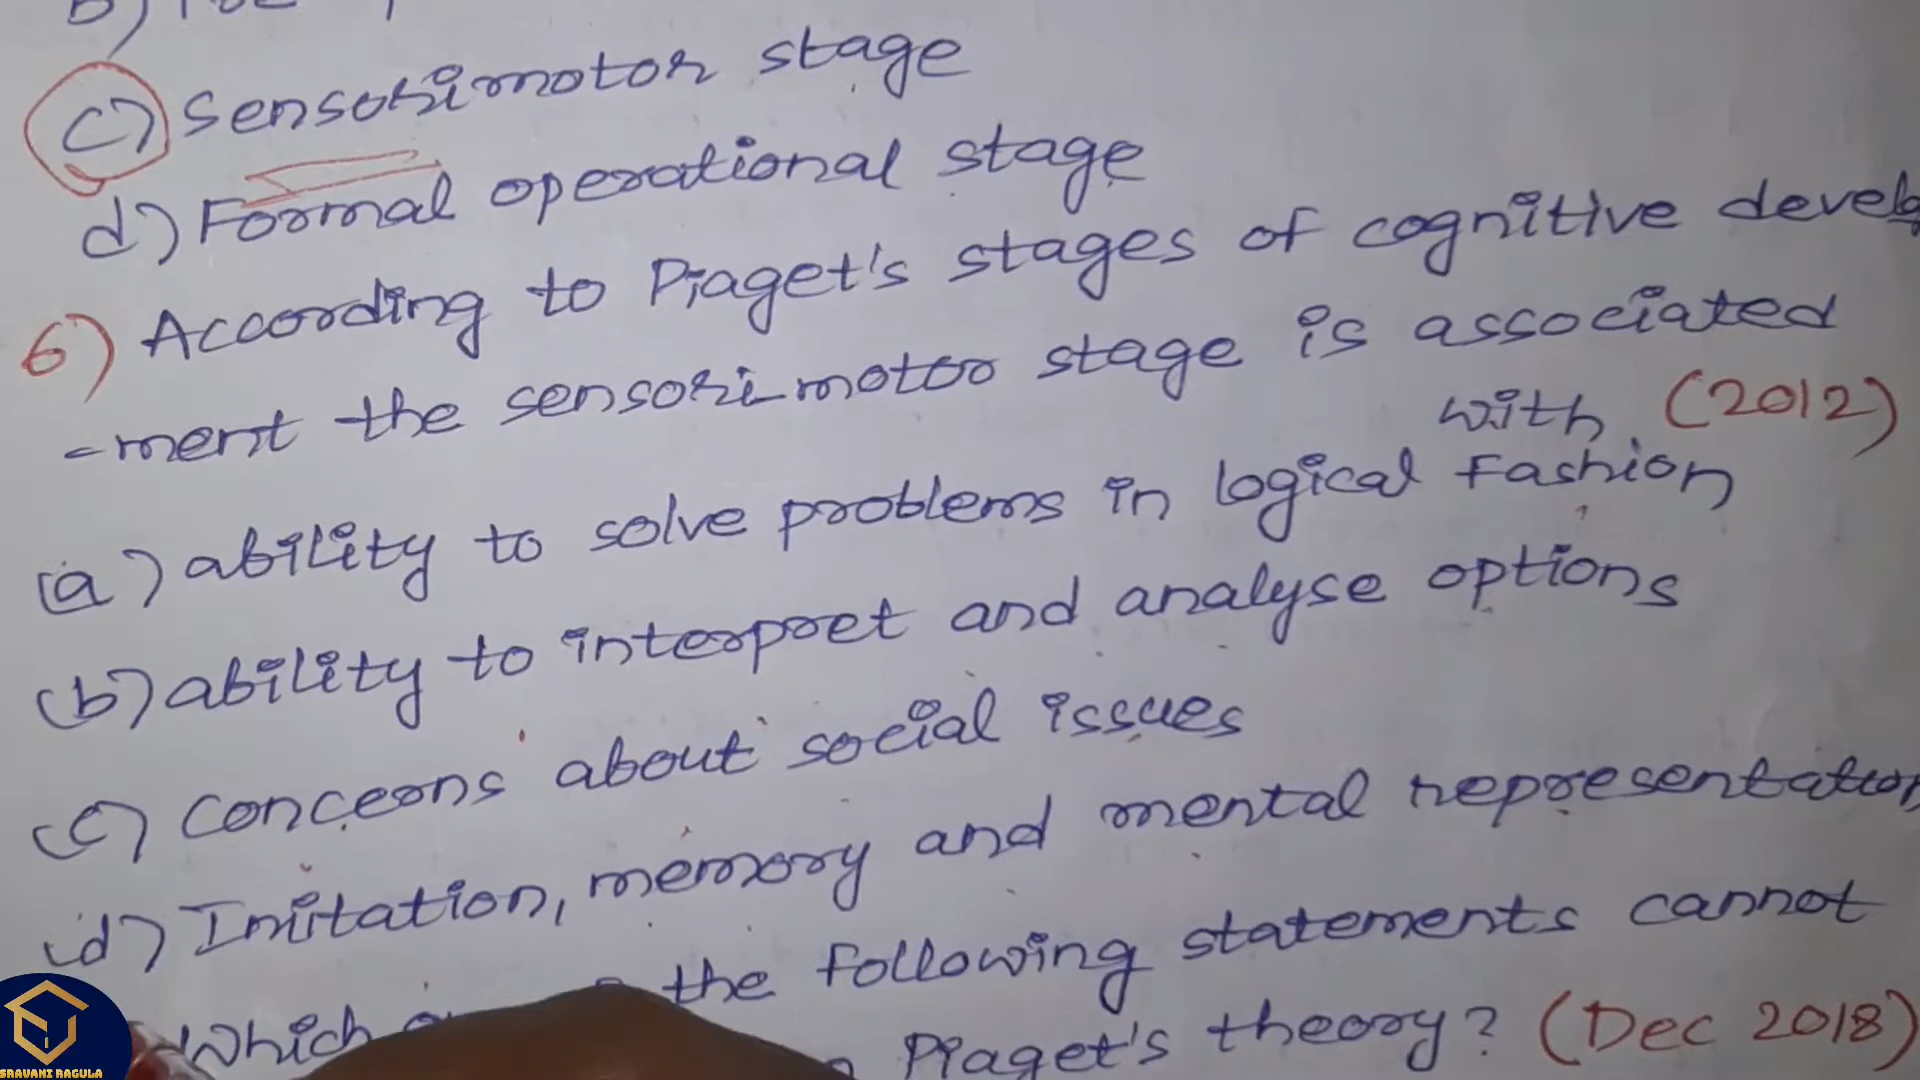 c) Sensorimotor stage
d) Formal operational stage
6) According to Piaget's stages of cognitive develop
-ment the sensori-motor stage is associated
with (2012)
(a) ability to solve problems in logical fashion
(b) ability to interpret and analyse options
(c) Concerns about social issues
(d) Imitation, memory and mental representation
Which the following statements cannot
Piaget's theory? (Dec 2018)
SRAVANI RAGULA